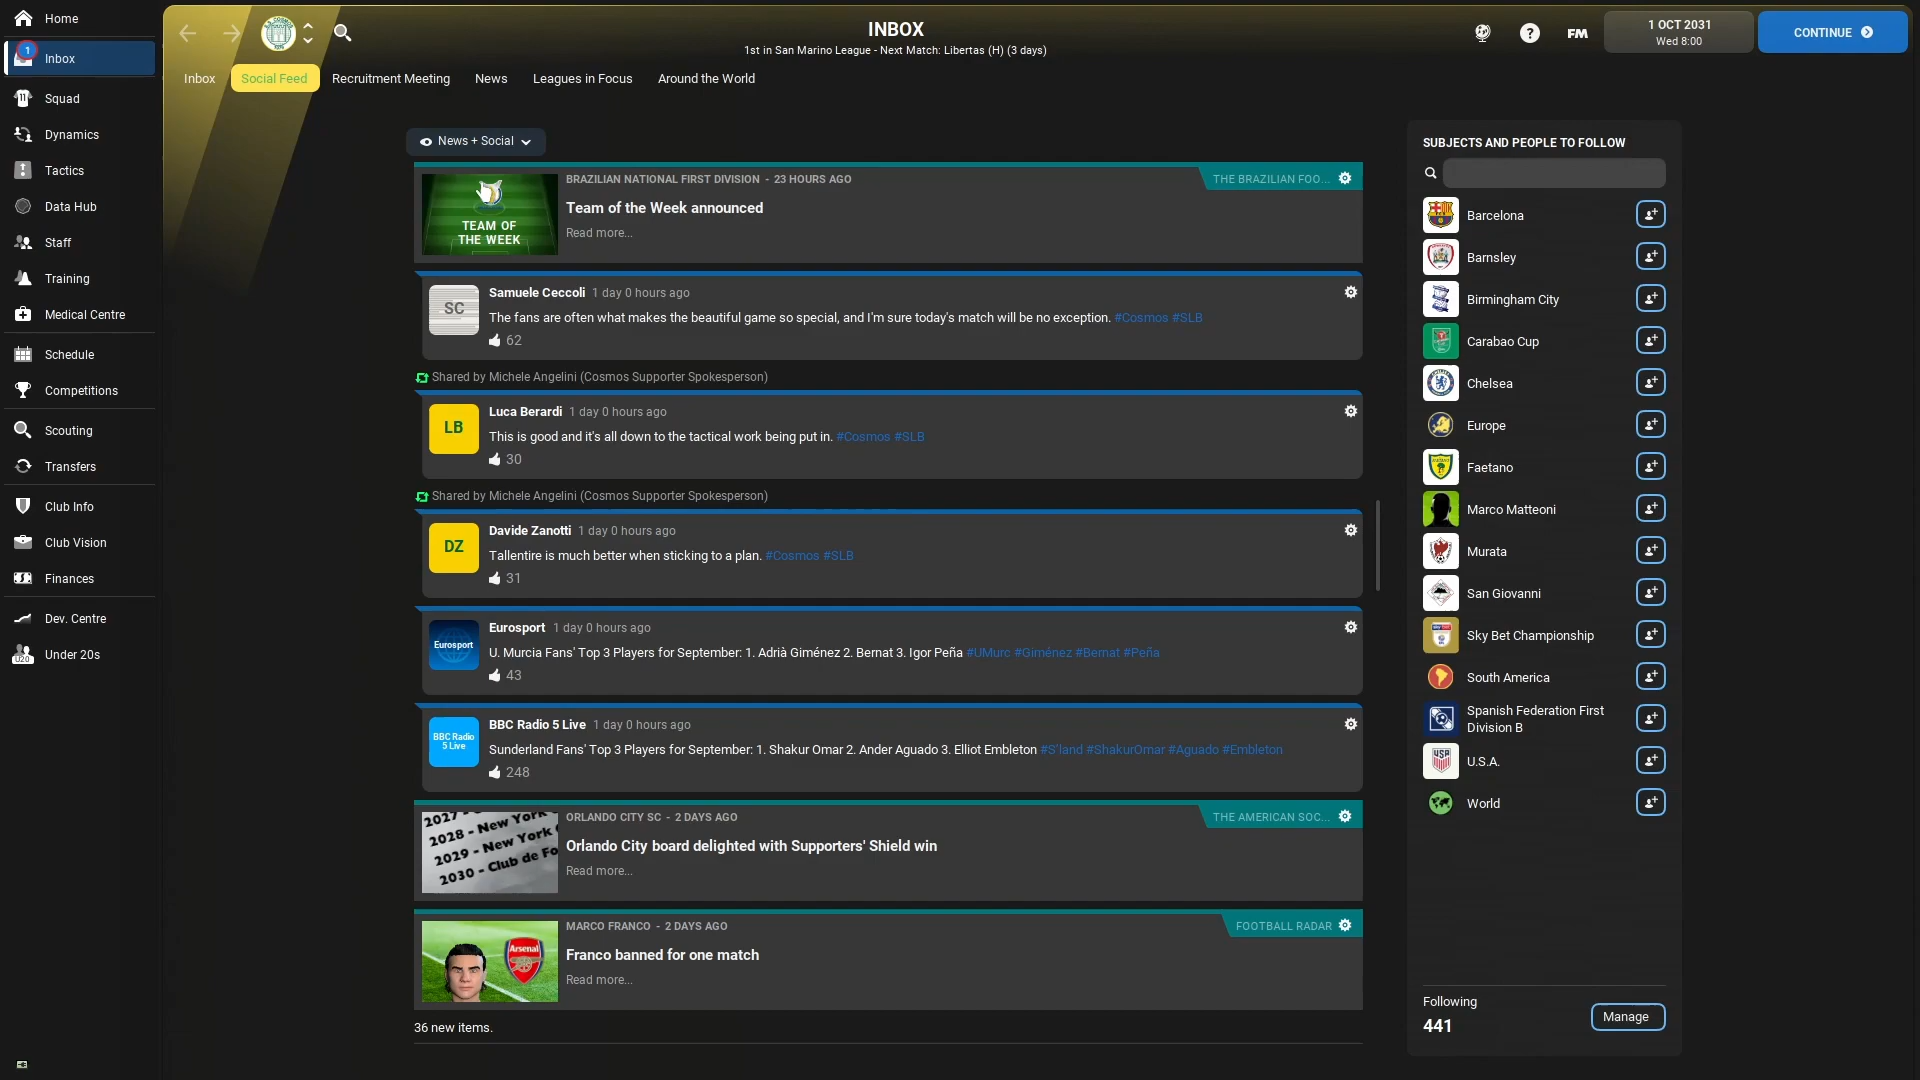 Home
1
Inbox
Squad
Dynamics
Tactics
Data Hub
Staff
Training
Medical Centre
Schedule
Competitions
Scouting
Transfers
Club Info
Club Vision
Finances
Dev. Centre
U20
Under 20s
INBOX
1st in San Marino League - Next Match: Libertas (H) (3 days)
?
FM
1 OCT 2031
Wed 8:00
CONTINUE
Inbox
Social Feed
Recruitment Meeting
News
Leagues in Focus
Around the World
News + Social
TEAM OF
THE WEEK
BRAZILIAN NATIONAL FIRST DIVISION - 23 HOURS AGO
THE BRAZILIAN FOO...
Team of the Week announced
Read more...
SC
Samuele Ceccoli 1 day 0 hours ago
The fans are often what makes the beautiful game so special, and I'm sure today's match will be no exception. #Cosmos #SLB
62
Shared by Michele Angelini (Cosmos Supporter Spokesperson)
LB
Luca Berardi 1 day 0 hours ago
This is good and it's all down to the tactical work being put in. #Cosmos #SLB
30
Shared by Michele Angelini (Cosmos Supporter Spokesperson)
DZ
Davide Zanotti 1 day 0 hours ago
Tallentire is much better when sticking to a plan. #Cosmos #SLB
31
Eurosport
Eurosport 1 day 0 hours ago
U. Murcia Fans' Top 3 Players for September: 1. Adrià Giménez 2. Bernat 3. Igor Peña #UMurc #Giménez #Bernat #Peña
43
BBC Radio
5 Live
BBC Radio 5 Live 1 day 0 hours ago
Sunderland Fans' Top 3 Players for September: 1. Shakur Omar 2. Ander Aguado 3. Elliot Embleton #S'land #ShakurOmar #Aguado #Embleton
248
2027 -
2028 - New York
2029 - New York
2030 - Club de Fo
ORLANDO CITY SC - 2 DAYS AGO
THE AMERICAN SOC...
Orlando City board delighted with Supporters' Shield win
Read more...
Arsenal
MARCO FRANCO - 2 DAYS AGO
FOOTBALL RADAR
Franco banned for one match
Read more...
36 new items.
SUBJECTS AND PEOPLE TO FOLLOW
Barcelona
Barnsley
Birmingham City
Carabao Cup
Chelsea
Europe
Faetano
Marco Matteoni
Murata
San Giovanni
Sky Bet Championship
South America
Spanish Federation First
Division B
U.S.A.
World
Following
441
Manage